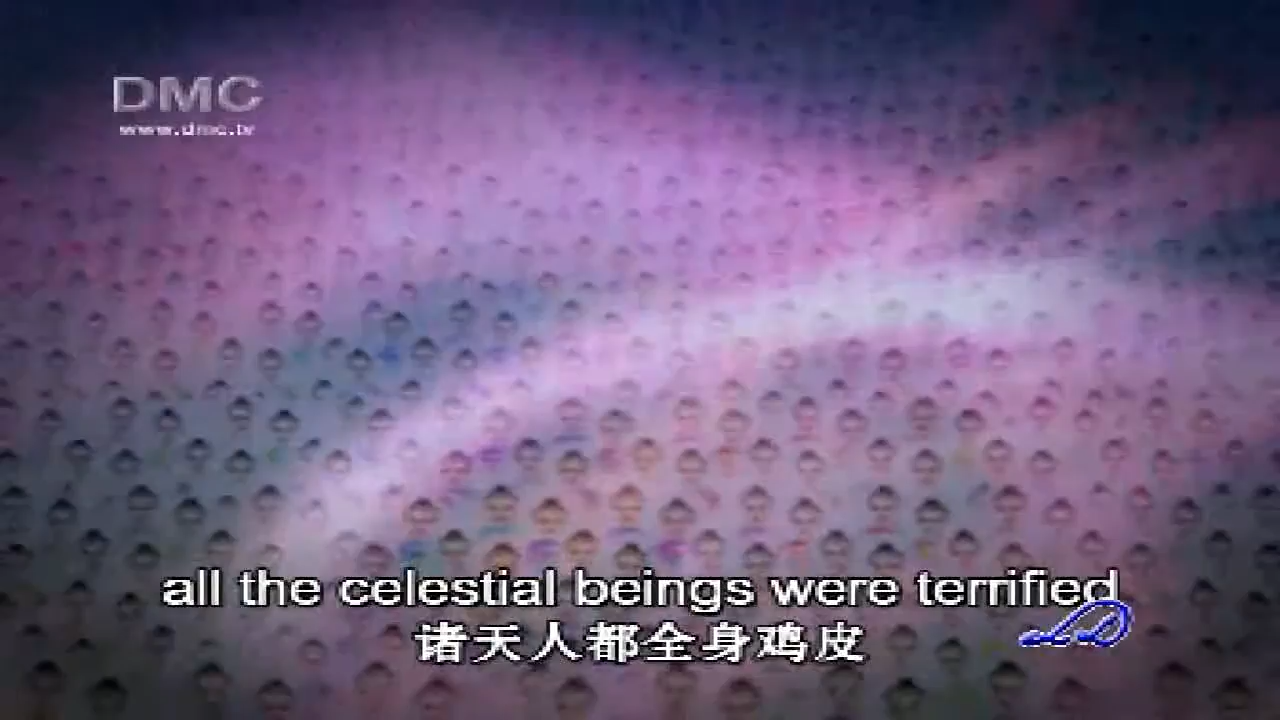 DMC
www.dmc.tv
all the celestial beings were terrified
诸天人都全身鸡皮